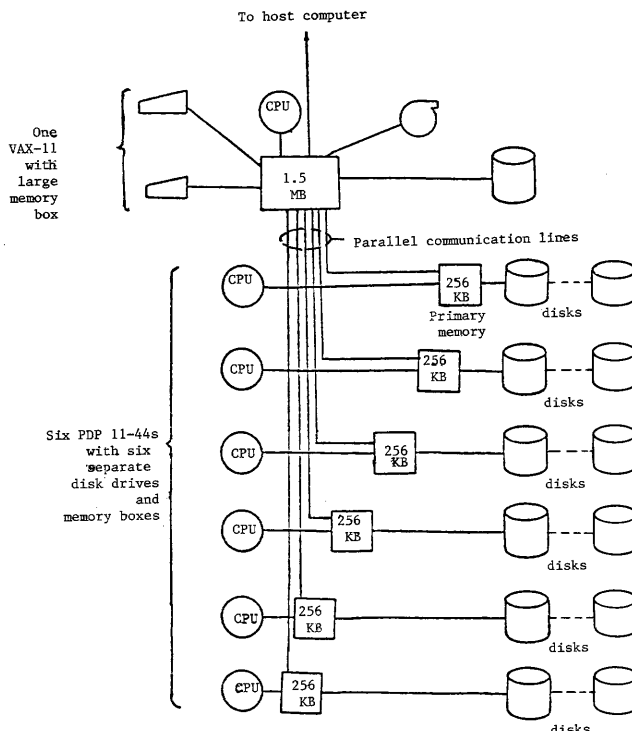 To host computer
CPU
One
VAX-11
with
large
memory
box
1.5
MB
Parallel communication lines
CPU
256
KB
Primary
memory
disks
CPU
256
KB
disks
Six PDP 11-44s
with six
separate
disk drives
and
memory boxes
CPU
256
KB
disks
CPU
256
KB
disks
CPU
256
KB
disks
CPU
256
KB
disks